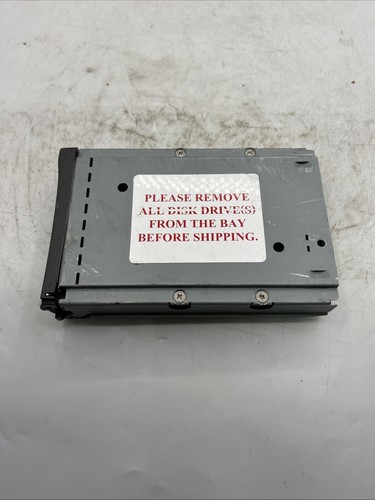 PLEASE REMOVE
ALL DISK DRIVE(S)
FROM THE BAY
BEFORE SHIPPING.